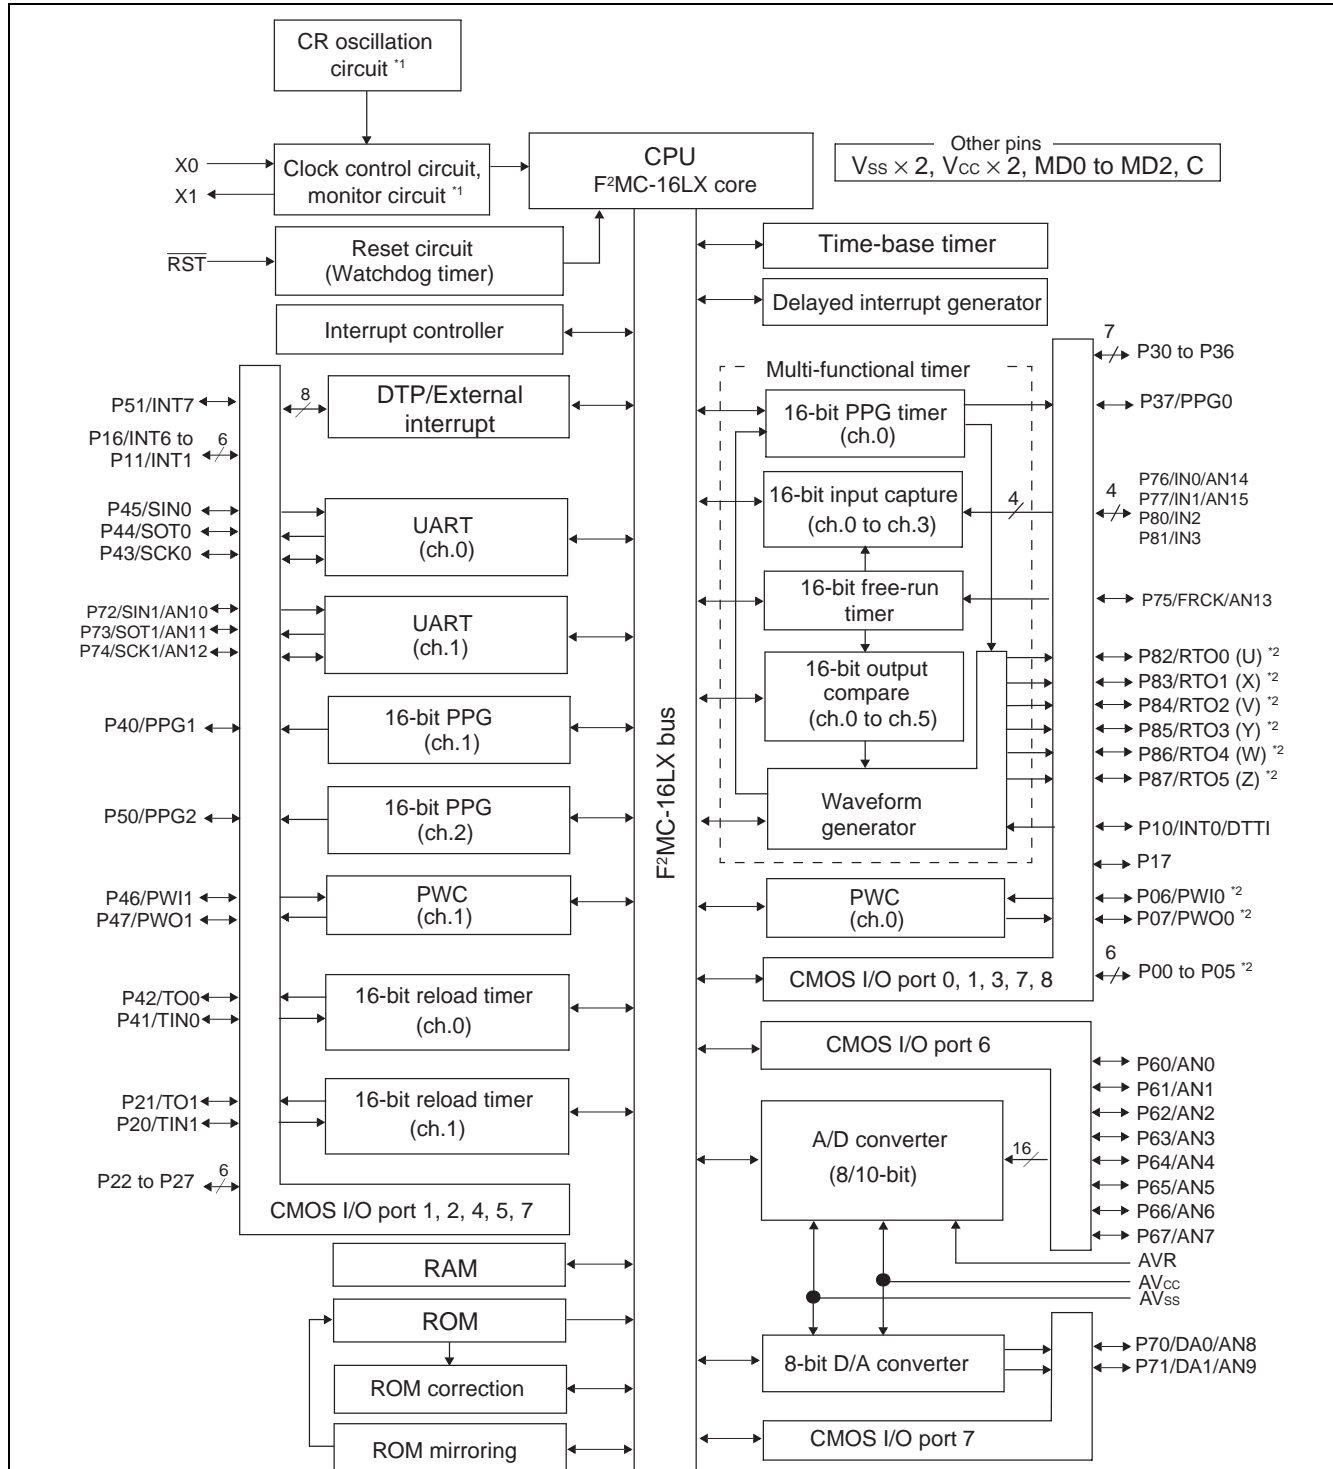 CR oscillation
circuit *1
X0
X1
Clock control circuit,
monitor circuit *1
CPU
F²MC-16LX core
Other pins
Vss × 2, Vcc × 2, MD0 to MD2, C
RST
Reset circuit
(Watchdog timer)
Interrupt controller
Time-base timer
Delayed interrupt generator
F²MC-16LX bus
P51/INT7
P16/INT6 to
P11/INT1
6
8
DTP/External
interrupt
P45/SIN0
P44/SOT0
P43/SCK0
UART
(ch.0)
P72/SIN1/AN10
P73/SOT1/AN11
P74/SCK1/AN12
UART
(ch.1)
P40/PPG1
16-bit PPG
(ch.1)
P50/PPG2
16-bit PPG
(ch.2)
P46/PWI1
P47/PWO1
PWC
(ch.1)
P42/TO0
P41/TIN0
16-bit reload timer
(ch.0)
P21/TO1
P20/TIN1
16-bit reload timer
(ch.1)
P22 to P27
6
CMOS I/O port 1, 2, 4, 5, 7
RAM
ROM
ROM correction
ROM mirroring
Multi-functional timer
16-bit PPG timer
(ch.0)
16-bit input capture
(ch.0 to ch.3)
4
16-bit free-run
timer
16-bit output
compare
(ch.0 to ch.5)
Waveform
generator
PWC
(ch.0)
CMOS I/O port 0, 1, 3, 7, 8
7
P30 to P36
P37/PPG0
4
P76/IN0/AN14
P77/IN1/AN15
P80/IN2
P81/IN3
P75/FRCK/AN13
P82/RTO0 (U) *2
P83/RTO1 (X) *2
P84/RTO2 (V) *2
P85/RTO3 (Y) *2
P86/RTO4 (W) *2
P87/RTO5 (Z) *2
P10/INT0/DTTI
P17
P06/PWI0 *2
P07/PWO0 *2
6
P00 to P05 *2
CMOS I/O port 6
A/D converter
(8/10-bit)
16
P60/AN0
P61/AN1
P62/AN2
P63/AN3
P64/AN4
P65/AN5
P66/AN6
P67/AN7
AVR
AVcc
AVss
8-bit D/A converter
P70/DA0/AN8
P71/DA1/AN9
CMOS I/O port 7